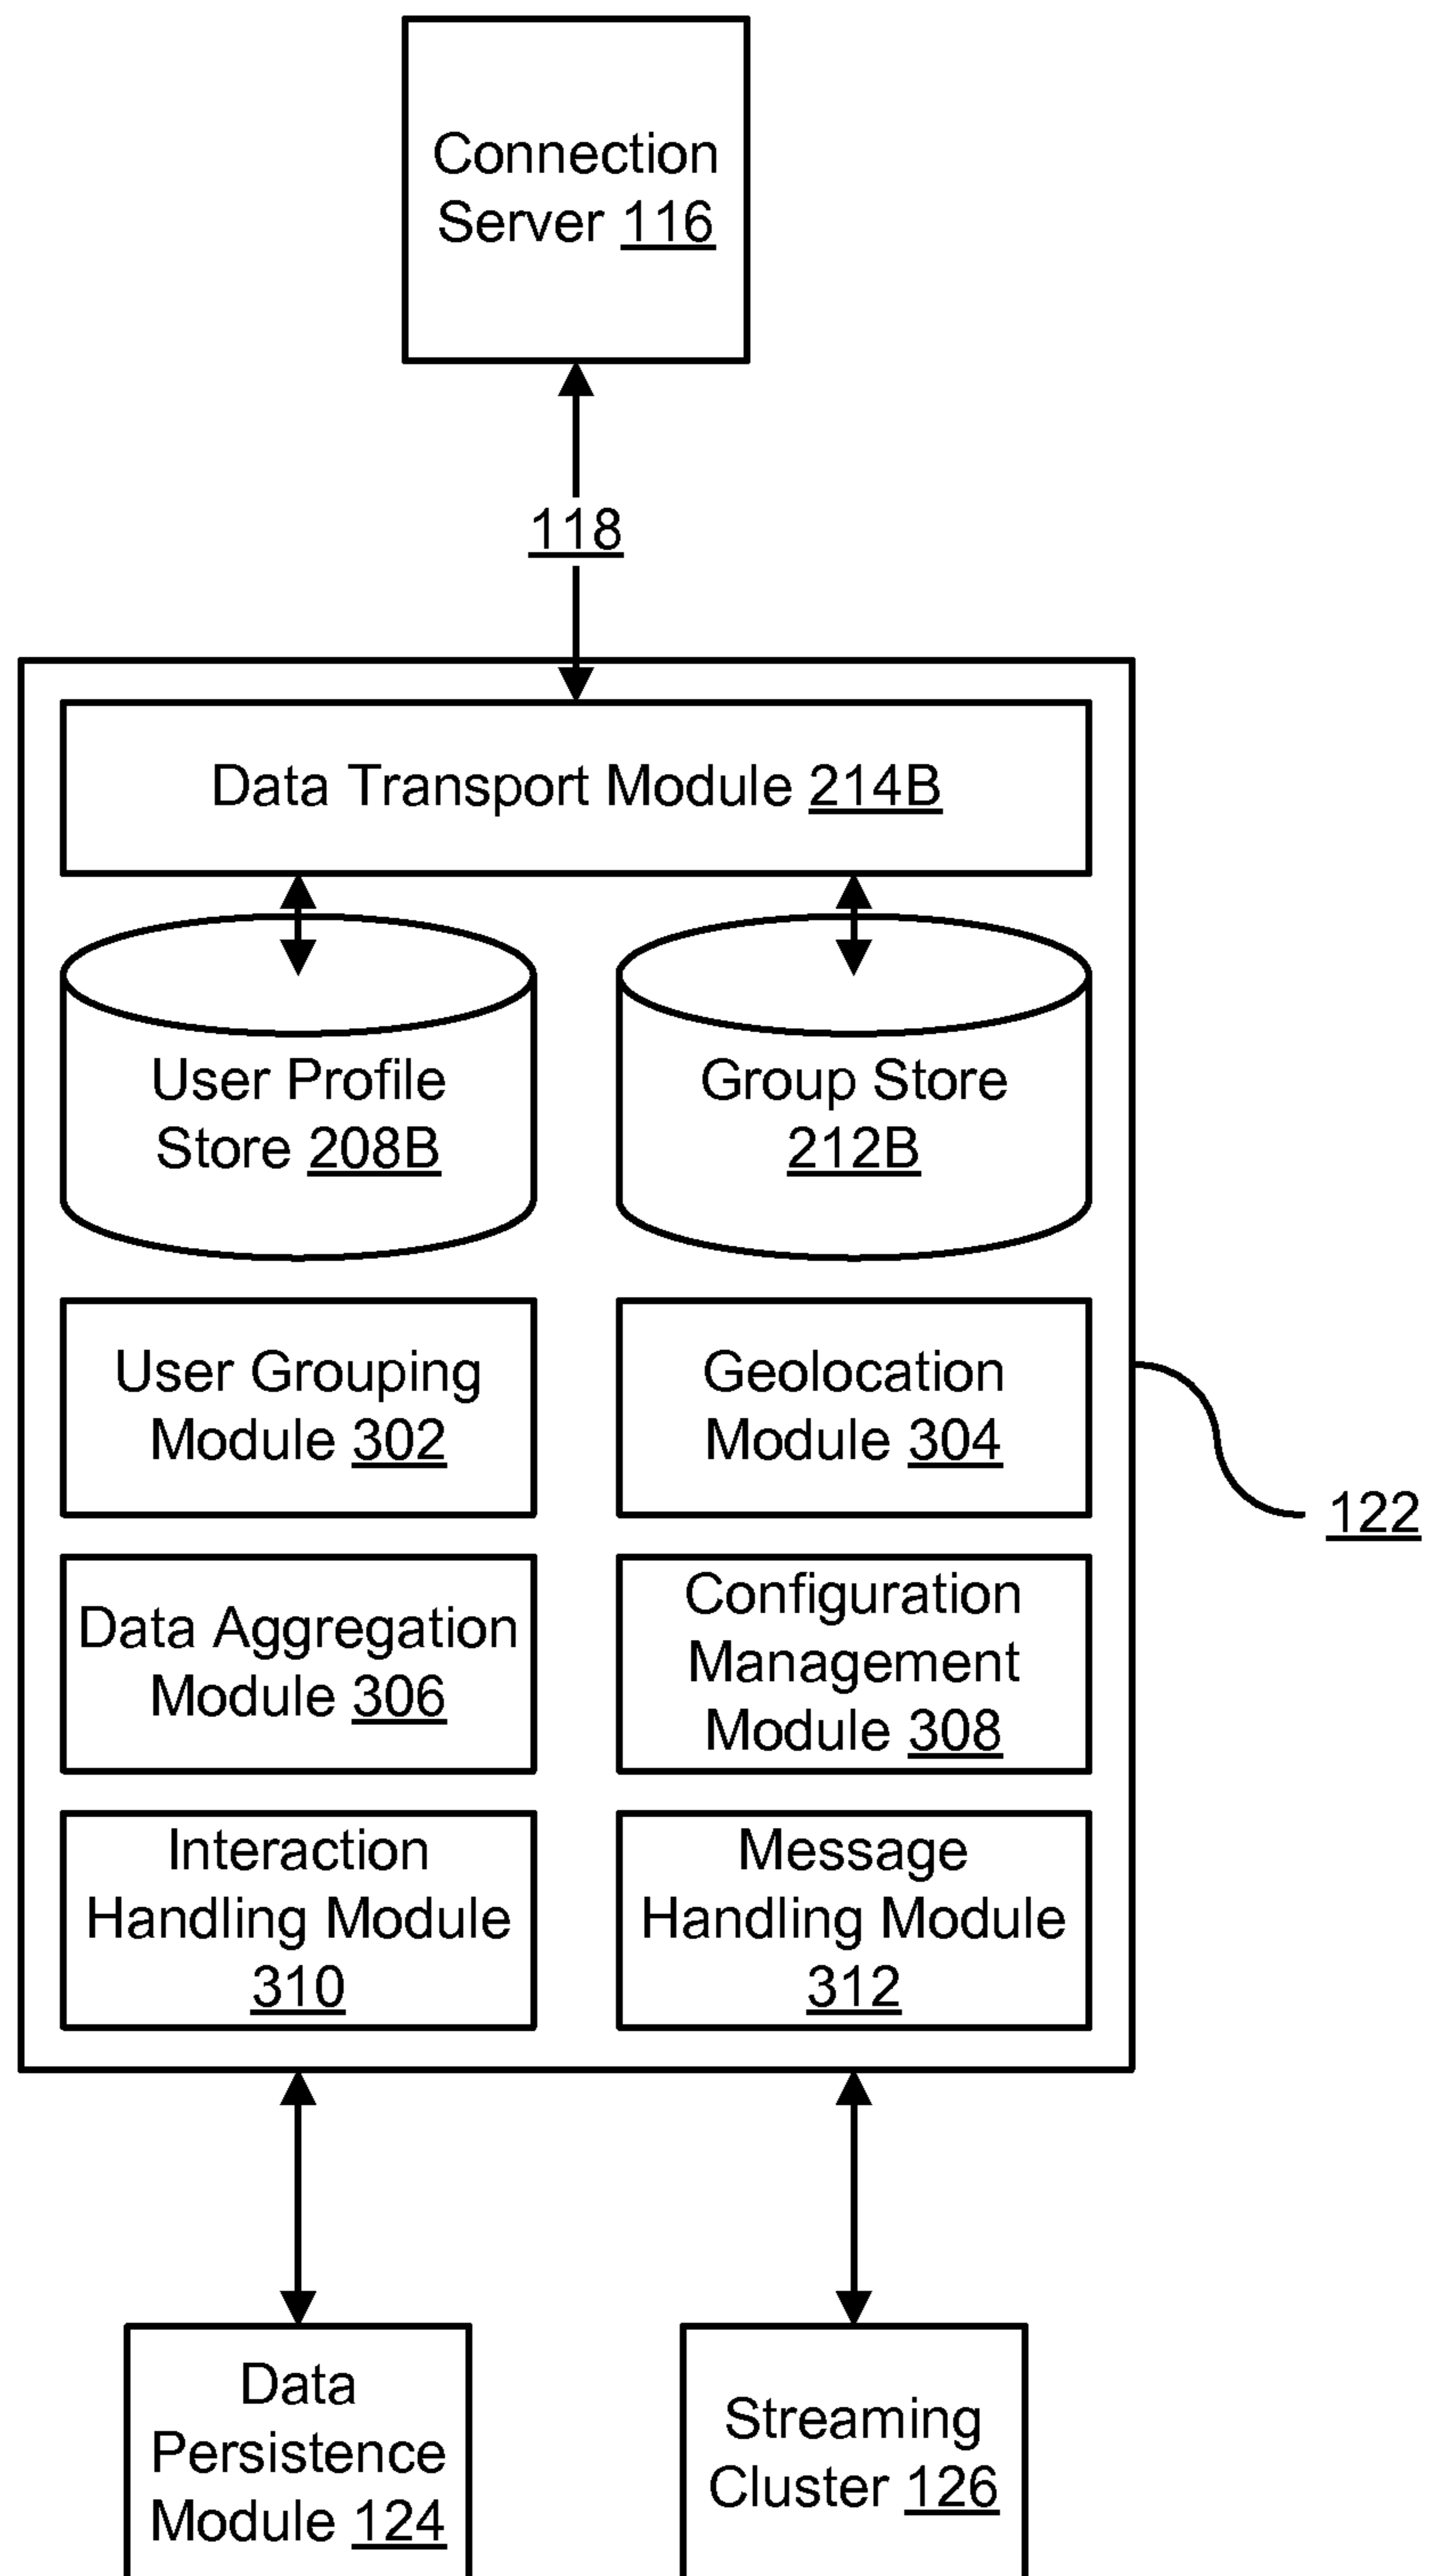 Connection
Server 116
118
Data Transport Module 214B
User Profile
Store 208B
Group Store
212B
User Grouping
Module 302
Geolocation
Module 304
122
Data Aggregation
Module 306
Configuration
Management
Module 308
Interaction
Handling Module
310
Message
Handling Module
312
Data
Persistence
Module 124
Streaming
Cluster 126